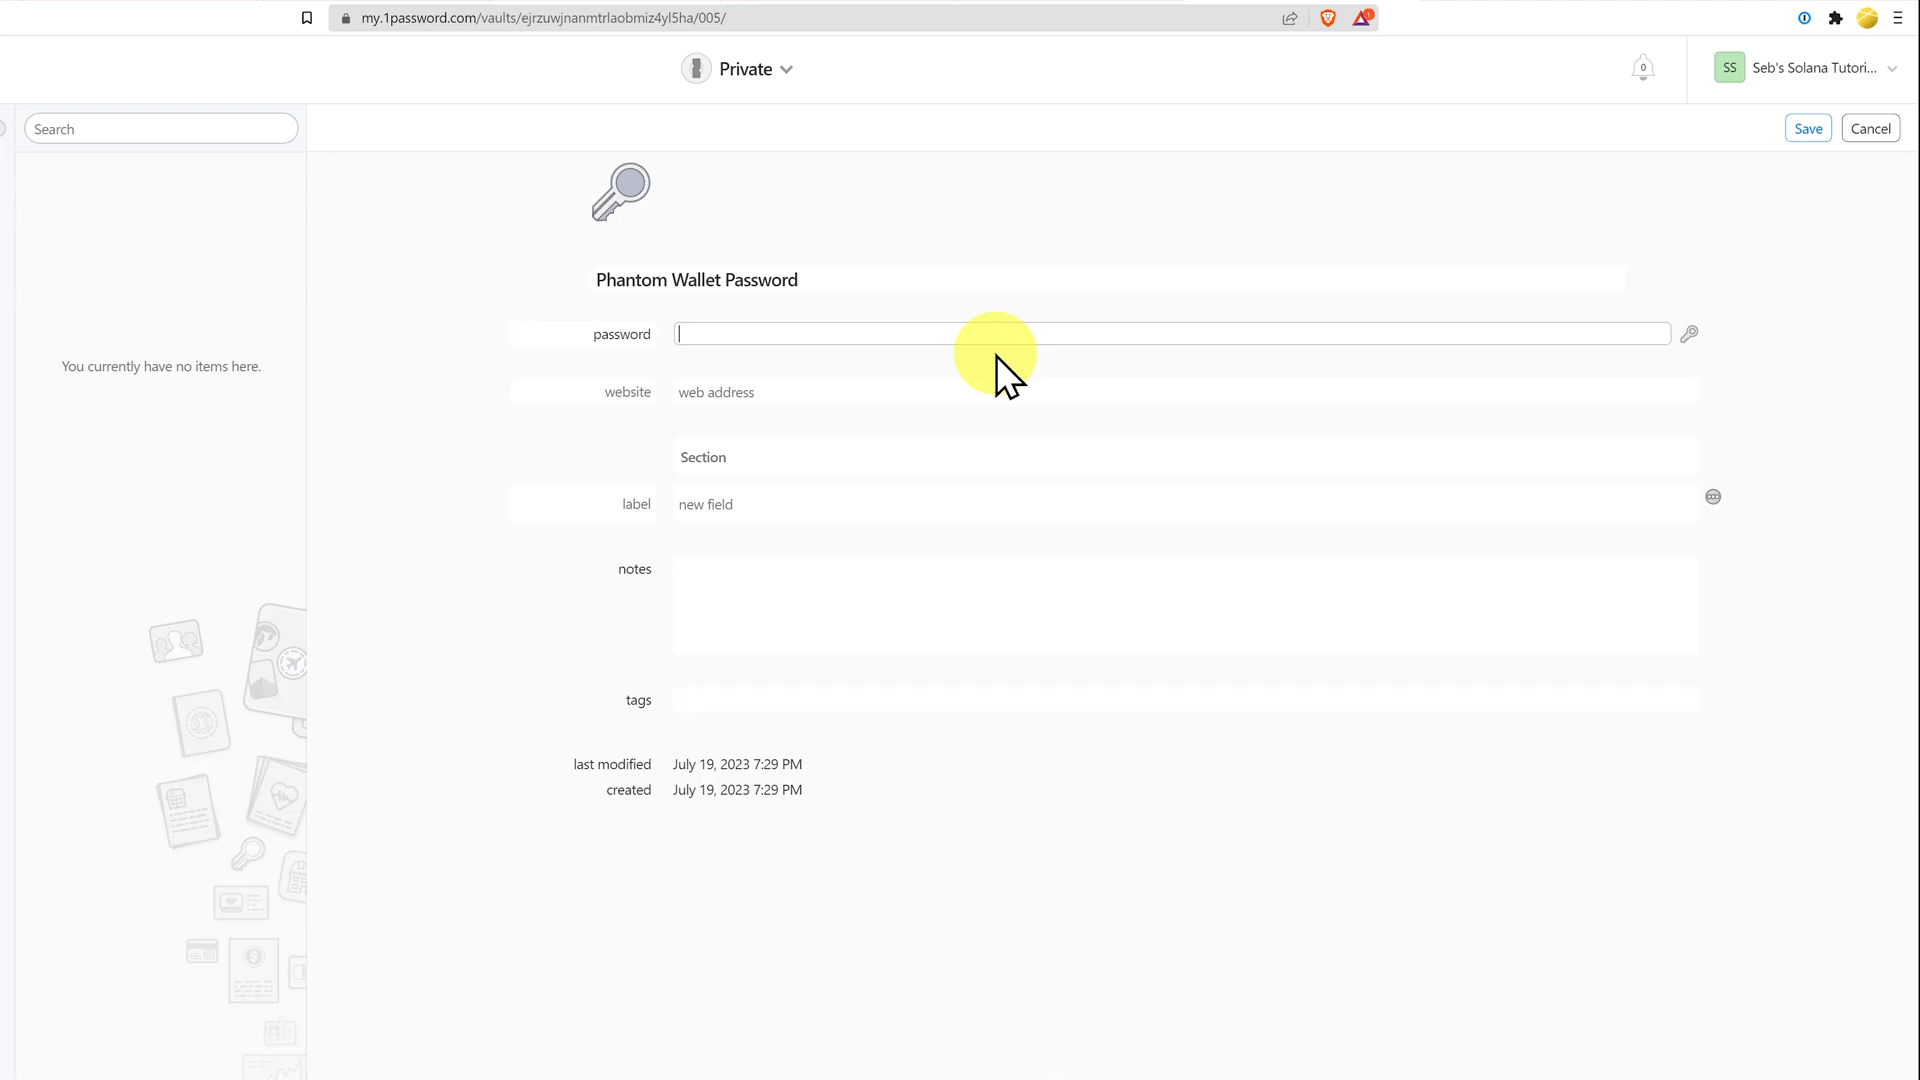 my.1password.com/vaults/ejrzuwjnanmtrlaobmiz4yl5ha/005/
1
Private
0
SS
Seb's Solana Tutori...
Search
Save
Cancel
Phantom Wallet Password
password
website
web address
You currently have no items here.
Section
label
new field
notes
tags
last modified
July 19, 2023 7:29 PM
created
July 19, 2023 7:29 PM